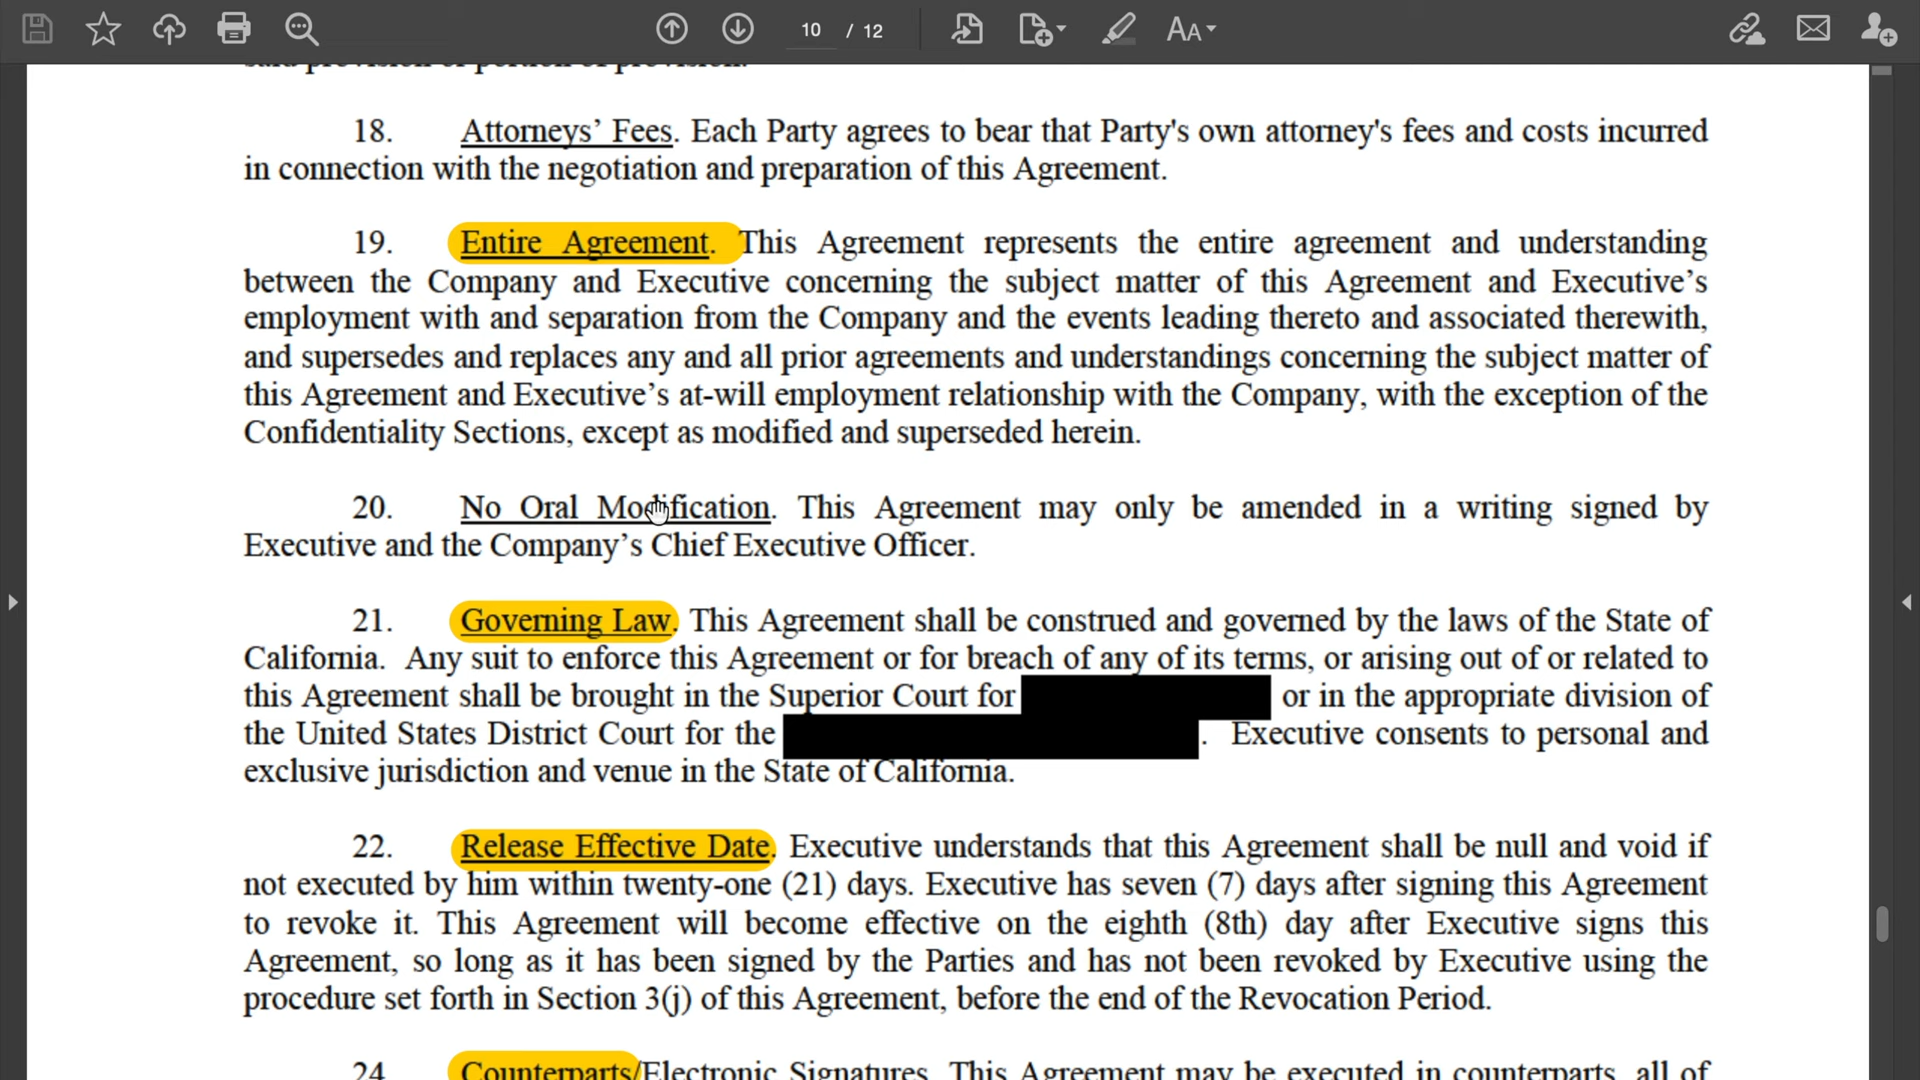 10 / 12
said provision or portion of provision.
18. Attorneys’ Fees. Each Party agrees to bear that Party's own attorney's fees and costs incurred
in connection with the negotiation and preparation of this Agreement.
19. Entire Agreement. This Agreement represents the entire agreement and understanding
between the Company and Executive concerning the subject matter of this Agreement and Executive’s
employment with and separation from the Company and the events leading thereto and associated therewith,
and supersedes and replaces any and all prior agreements and understandings concerning the subject matter of
this Agreement and Executive’s at-will employment relationship with the Company, with the exception of the
Confidentiality Sections, except as modified and superseded herein.
20. No Oral Modification. This Agreement may only be amended in a writing signed by
Executive and the Company’s Chief Executive Officer.
21. Governing Law. This Agreement shall be construed and governed by the laws of the State of
California. Any suit to enforce this Agreement or for breach of any of its terms, or arising out of or related to
this Agreement shall be brought in the Superior Court for or in the appropriate division of
the United States District Court for the . Executive consents to personal and
exclusive jurisdiction and venue in the State of California.
22. Release Effective Date. Executive understands that this Agreement shall be null and void if
not executed by him within twenty-one (21) days. Executive has seven (7) days after signing this Agreement
to revoke it. This Agreement will become effective on the eighth (8th) day after Executive signs this
Agreement, so long as it has been signed by the Parties and has not been revoked by Executive using the
procedure set forth in Section 3(j) of this Agreement, before the end of the Revocation Period.
24. Counterparts/Electronic Signatures. This Agreement may be executed in counterparts, all of